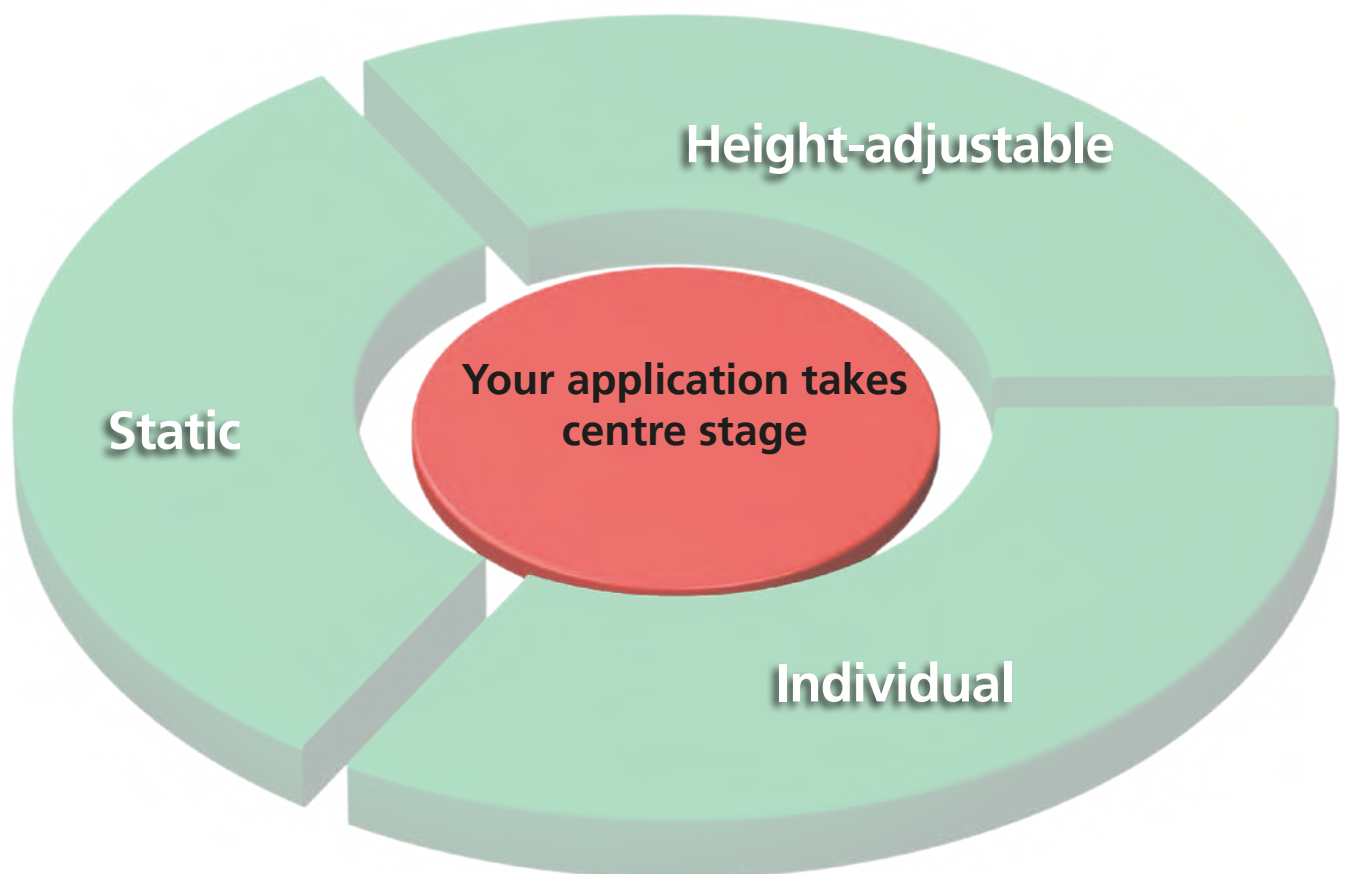 Height-adjustable
Your application takes
centre stage
Static
Individual